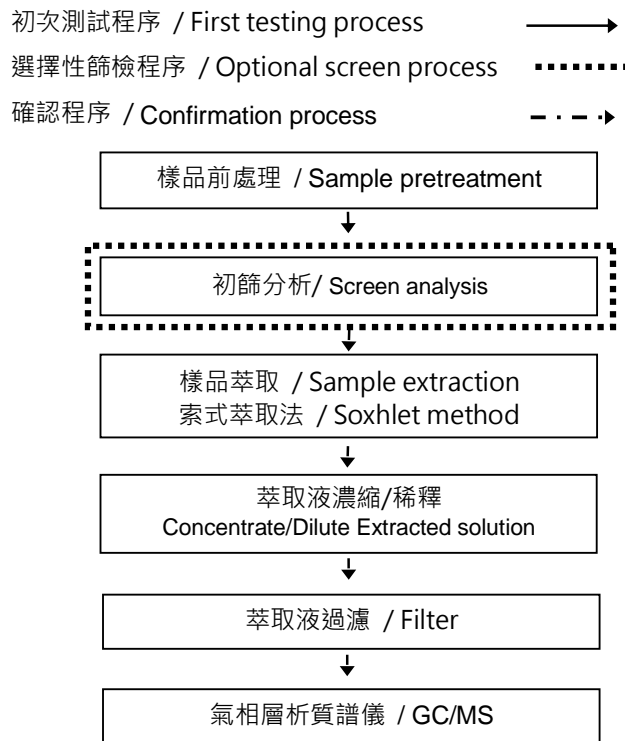 初次測試程序 / First testing process
選擇性篩檢程序 / Optional screen process
確認程序 / Confirmation process
樣品前處理 / Sample pretreatment
初篩分析/ Screen analysis
樣品萃取 / Sample extraction
索式萃取法 / Soxhlet method
萃取液濃縮/稀釋
Concentrate/Dilute Extracted solution
萃取液過濾 / Filter
氣相層析質譜儀 / GC/MS